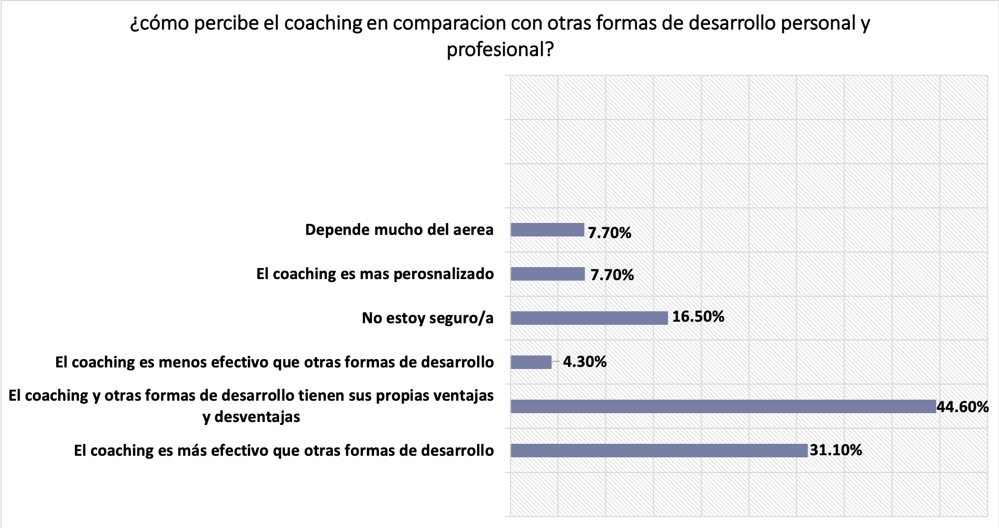 ¿cómo percibe el coaching en comparacion con otras formas de desarrollo personal y
profesional?
Depende mucho del aerea
7.70%
El coaching es mas perosnalizado
7.70%
No estoy seguro/a
16.50%
El coaching es menos efectivo que otras formas de desarrollo
4.30%
El coaching y otras formas de desarrollo tienen sus propias ventajas
y desventajas
44.60%
El coaching es más efectivo que otras formas de desarrollo
31.10%